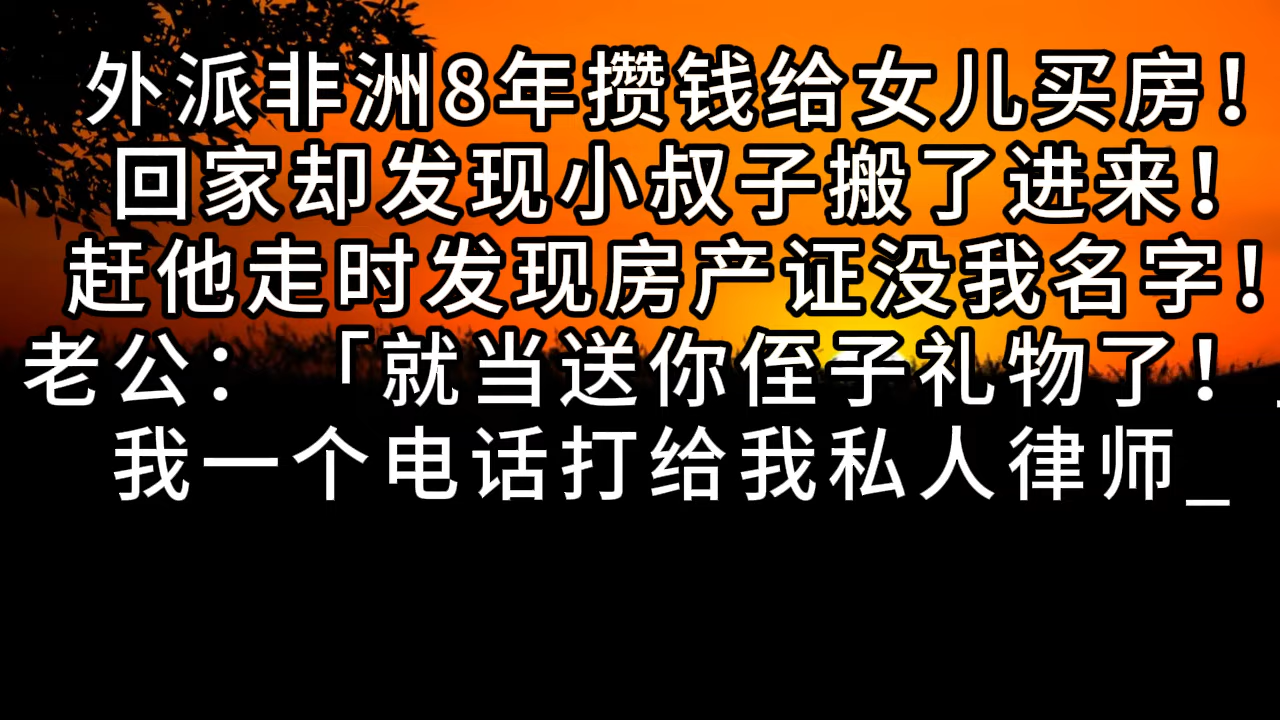 外派非洲8年攒钱给女儿买房！
回家却发现小叔子搬了进来！
赶他走时发现房产证没我名字！
老公：「就当送你侄子礼物了！」
我一个电话打给我私人律师_